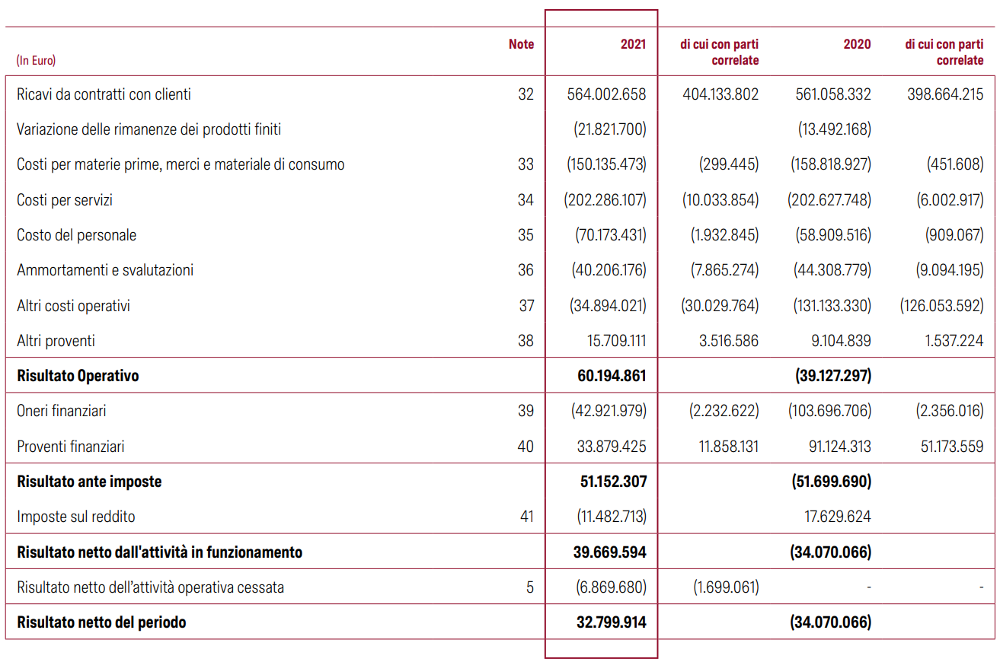 (In Euro) Note 2021 di cui con parti correlate 2020 di cui con parti correlate
Ricavi da contratti con clienti 32 564.002.658 404.133.802 561.058.332 398.664.215
Variazione delle rimanenze dei prodotti finiti (21.821.700) (13.492.168)
Costi per materie prime, merci e materiale di consumo 33 (150.135.473) (299.445) (158.818.927) (451.608)
Costi per servizi 34 (202.286.107) (10.033.854) (202.627.748) (6.002.917)
Costo del personale 35 (70.173.431) (1.932.845) (58.909.516) (909.067)
Ammortamenti e svalutazioni 36 (40.206.176) (7.865.274) (44.308.779) (9.094.195)
Altri costi operativi 37 (34.894.021) (30.029.764) (131.133.330) (126.053.592)
Altri proventi 38 15.709.111 3.516.586 9.104.839 1.537.224
Risultato Operativo 60.194.861 (39.127.297)
Oneri finanziari 39 (42.921.979) (2.232.622) (103.696.706) (2.356.016)
Proventi finanziari 40 33.879.425 11.858.131 91.124.313 51.173.559
Risultato ante imposte 51.152.307 (51.699.690)
Imposte sul reddito 41 (11.482.713) 17.629.624
Risultato netto dall'attività in funzionamento 39.669.594 (34.070.066)
Risultato netto dell’attività operativa cessata 5 (6.869.680) (1.699.061) - -
Risultato netto del periodo 32.799.914 (34.070.066)